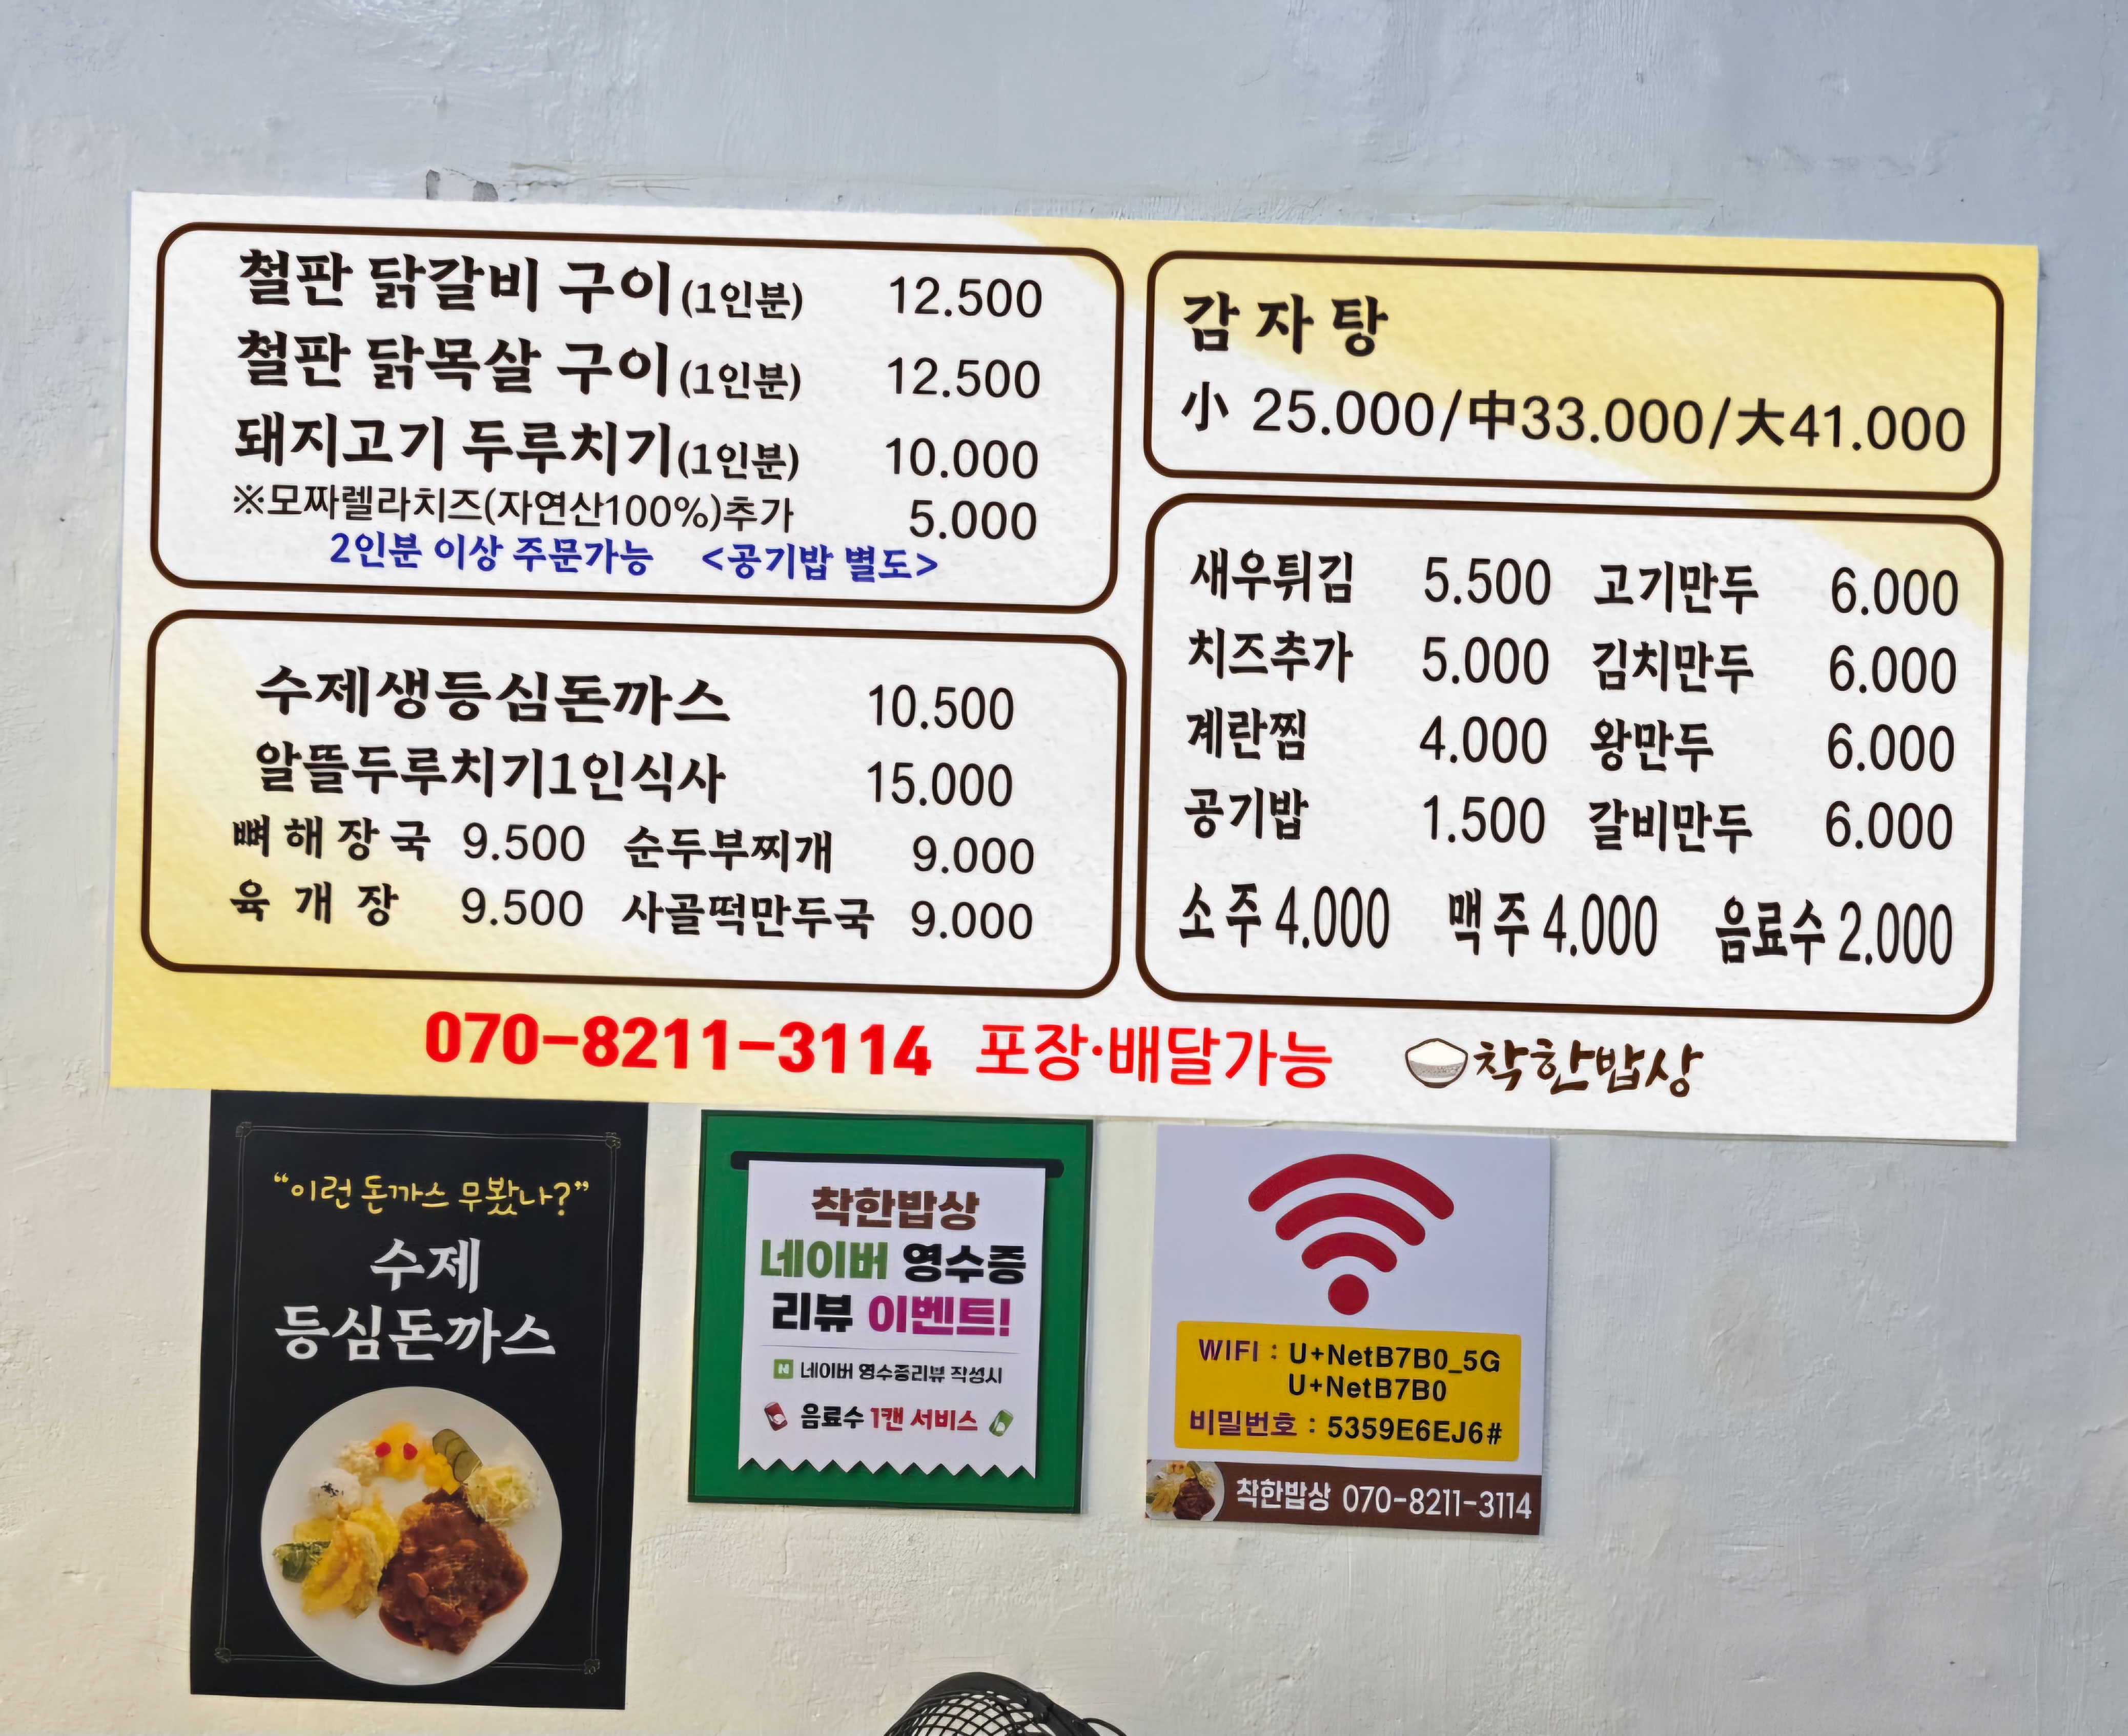 철판 닭갈비 구이(1인분) 12.500
철판 닭목살 구이(1인분) 12.500
돼지고기 두루치기(1인분) 10.000
※모짜렐라치즈(자연산100%)추가 5.000
2인분 이상 주문가능 <공기밥 별도>
수제생등심돈까스 10.500
알뜰두루치기1인식사 15.000
뼈해장국 9.500 순두부찌개 9.000
육개장 9.500 사골떡만두국 9.000
감자탕
小 25.000/中33.000/大41.000
새우튀김 5.500 고기만두 6.000
치즈추가 5.000 김치만두 6.000
계란찜 4.000 왕만두 6.000
공기밥 1.500 갈비만두 6.000
소주 4.000 맥주 4.000 음료수 2.000
070-8211-3114 포장·배달가능 착한밥상
“이런 돈까스 무봤나?”
수제
등심돈까스
착한밥상
네이버 영수증
리뷰 이벤트!
N 네이버 영수증리뷰 작성시
음료수 1캔 서비스
WIFI : U+NetB7B0_5G
U+NetB7B0
비밀번호 : 5359E6EJ6#
착한밥상 070-8211-3114